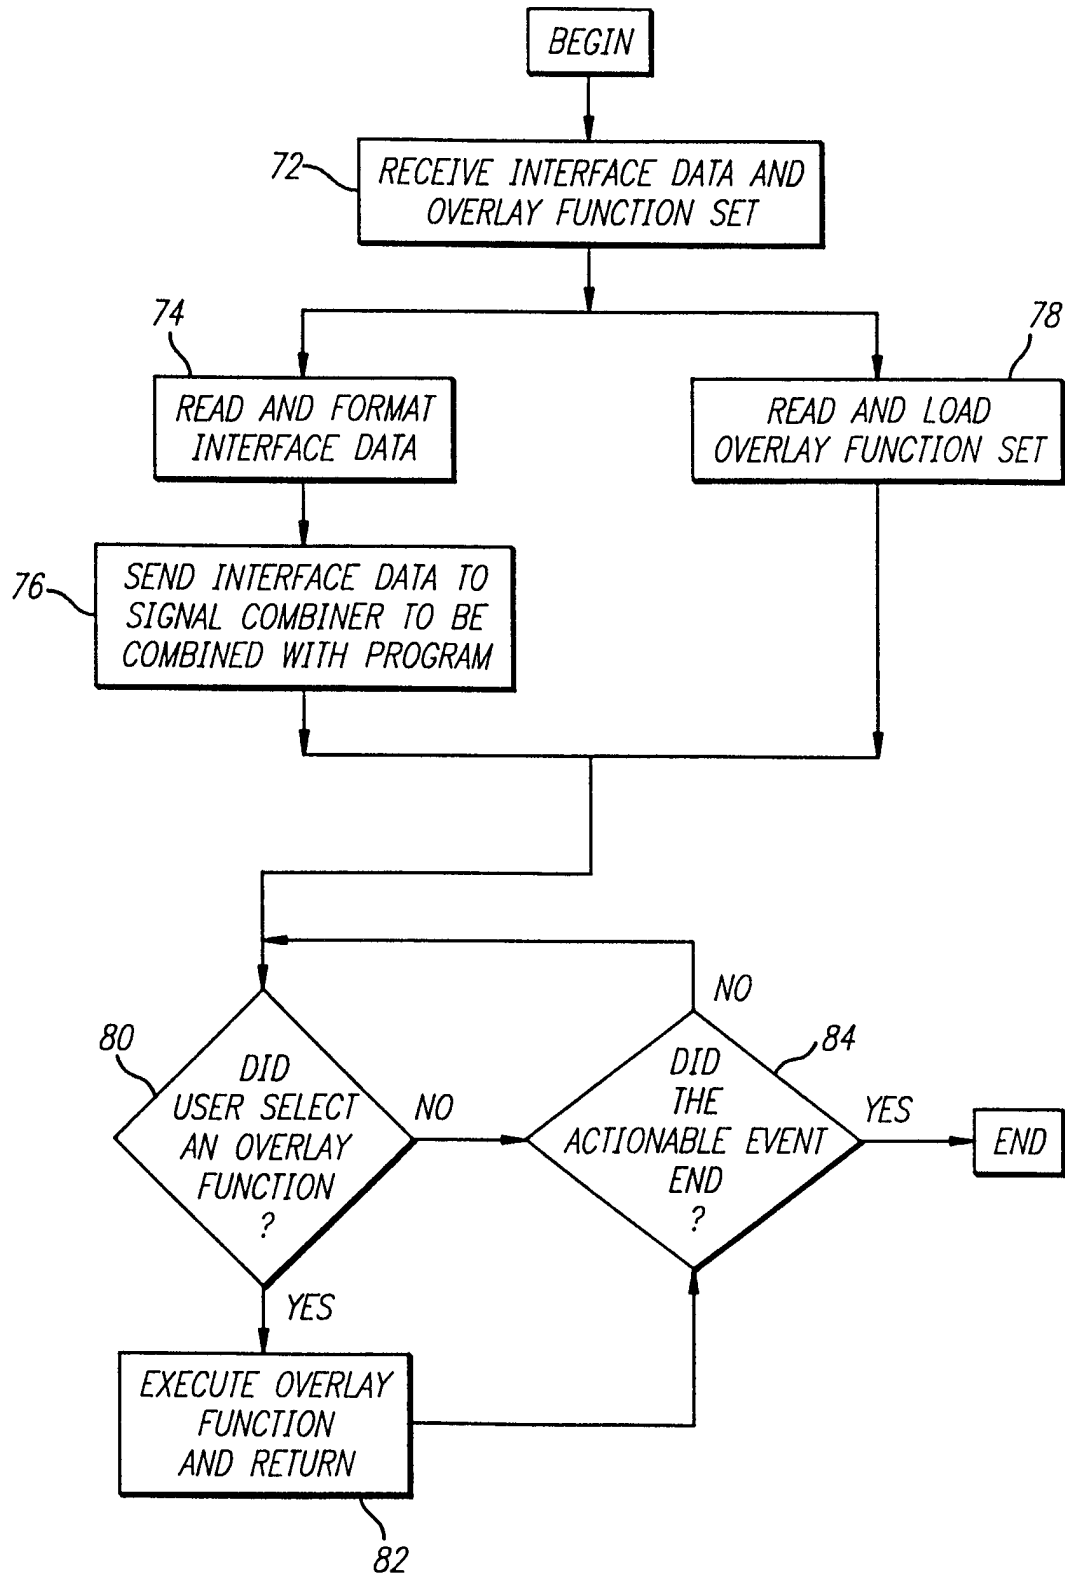 BEGIN
72
RECEIVE INTERFACE DATA AND
OVERLAY FUNCTION SET
74
78
READ AND FORMAT
INTERFACE DATA
READ AND LOAD
OVERLAY FUNCTION SET
76
SEND INTERFACE DATA TO
SIGNAL COMBINER TO BE
COMBINED WITH PROGRAM
NO
80
DID
USER SELECT
AN OVERLAY
FUNCTION
?
NO
84
DID
THE
ACTIONABLE EVENT
END
?
YES
END
YES
EXECUTE OVERLAY
FUNCTION
AND RETURN
82